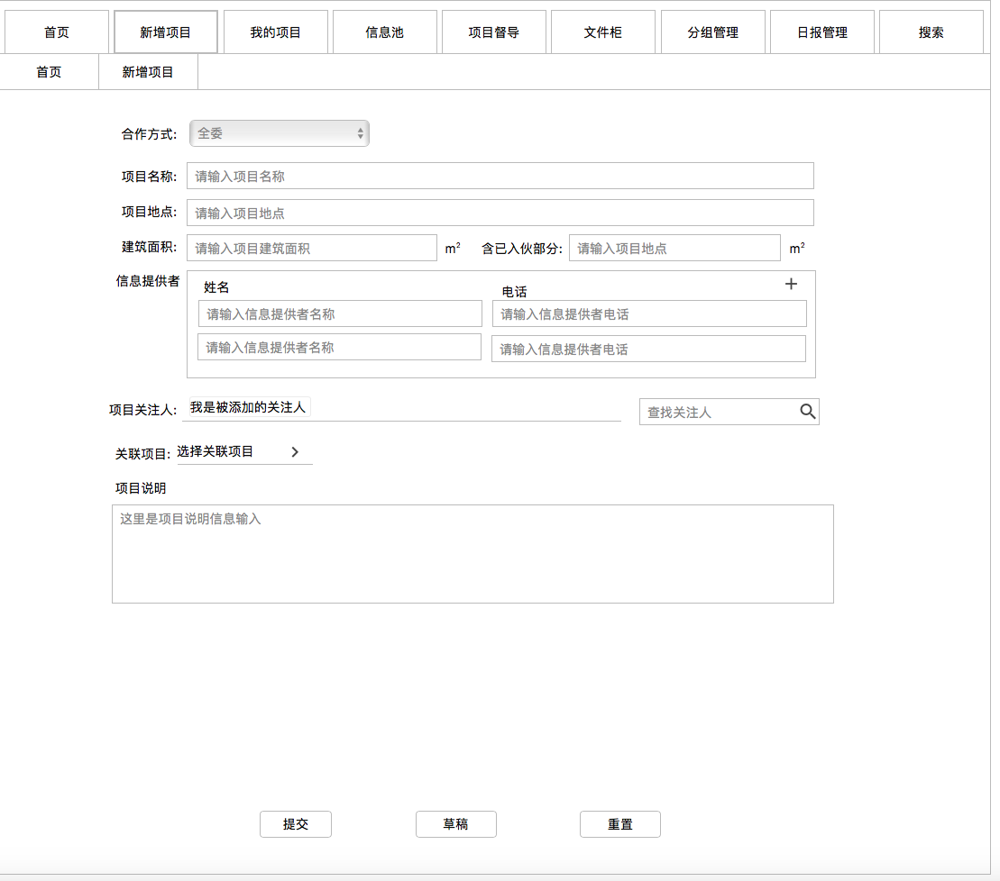 首页 新增项目 我的项目 信息池 项目督导 文件柜 分组管理 日报管理 搜索
首页 新增项目
合作方式: 全委
项目名称: 请输入项目名称
项目地点: 请输入项目地点
建筑面积: 请输入项目建筑面积 m² 含已入伙部分: 请输入项目地点 m²
信息提供者 姓名 电话 +
请输入信息提供者名称 请输入信息提供者电话
请输入信息提供者名称 请输入信息提供者电话
项目关注人: 我是被添加的关注人 查找关注人
关联项目: 选择关联项目
项目说明
这里是项目说明信息输入
提交 草稿 重置